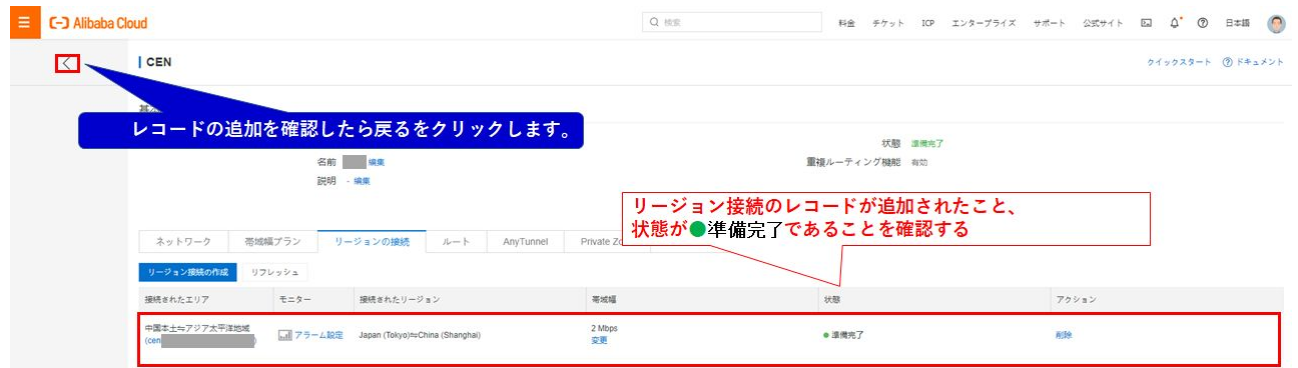 Alibaba Cloud
検索
料金 チケット ICP エンタープライズ サポート 公式サイト 日本語
CEN
クイックスタート ドキュメント
レコードの追加を確認したら戻るをクリックします。
状態 準備完了
名前 編集
重複ルーティング機能 有効
説明 - 編集
リージョン接続のレコードが追加されたこと、
状態が●準備完了であることを確認する
ネットワーク 帯域幅プラン リージョンの接続 ルート AnyTunnel Private Zo
リージョン接続の作成 リフレッシュ
接続されたエリア モニター 接続されたリージョン 帯域幅 状態 アクション
中国本土⇋アジア太平洋地域
(cen )
アラーム設定 Japan (Tokyo)⇋China (Shanghai)
2 Mbps
変更
準備完了 削除